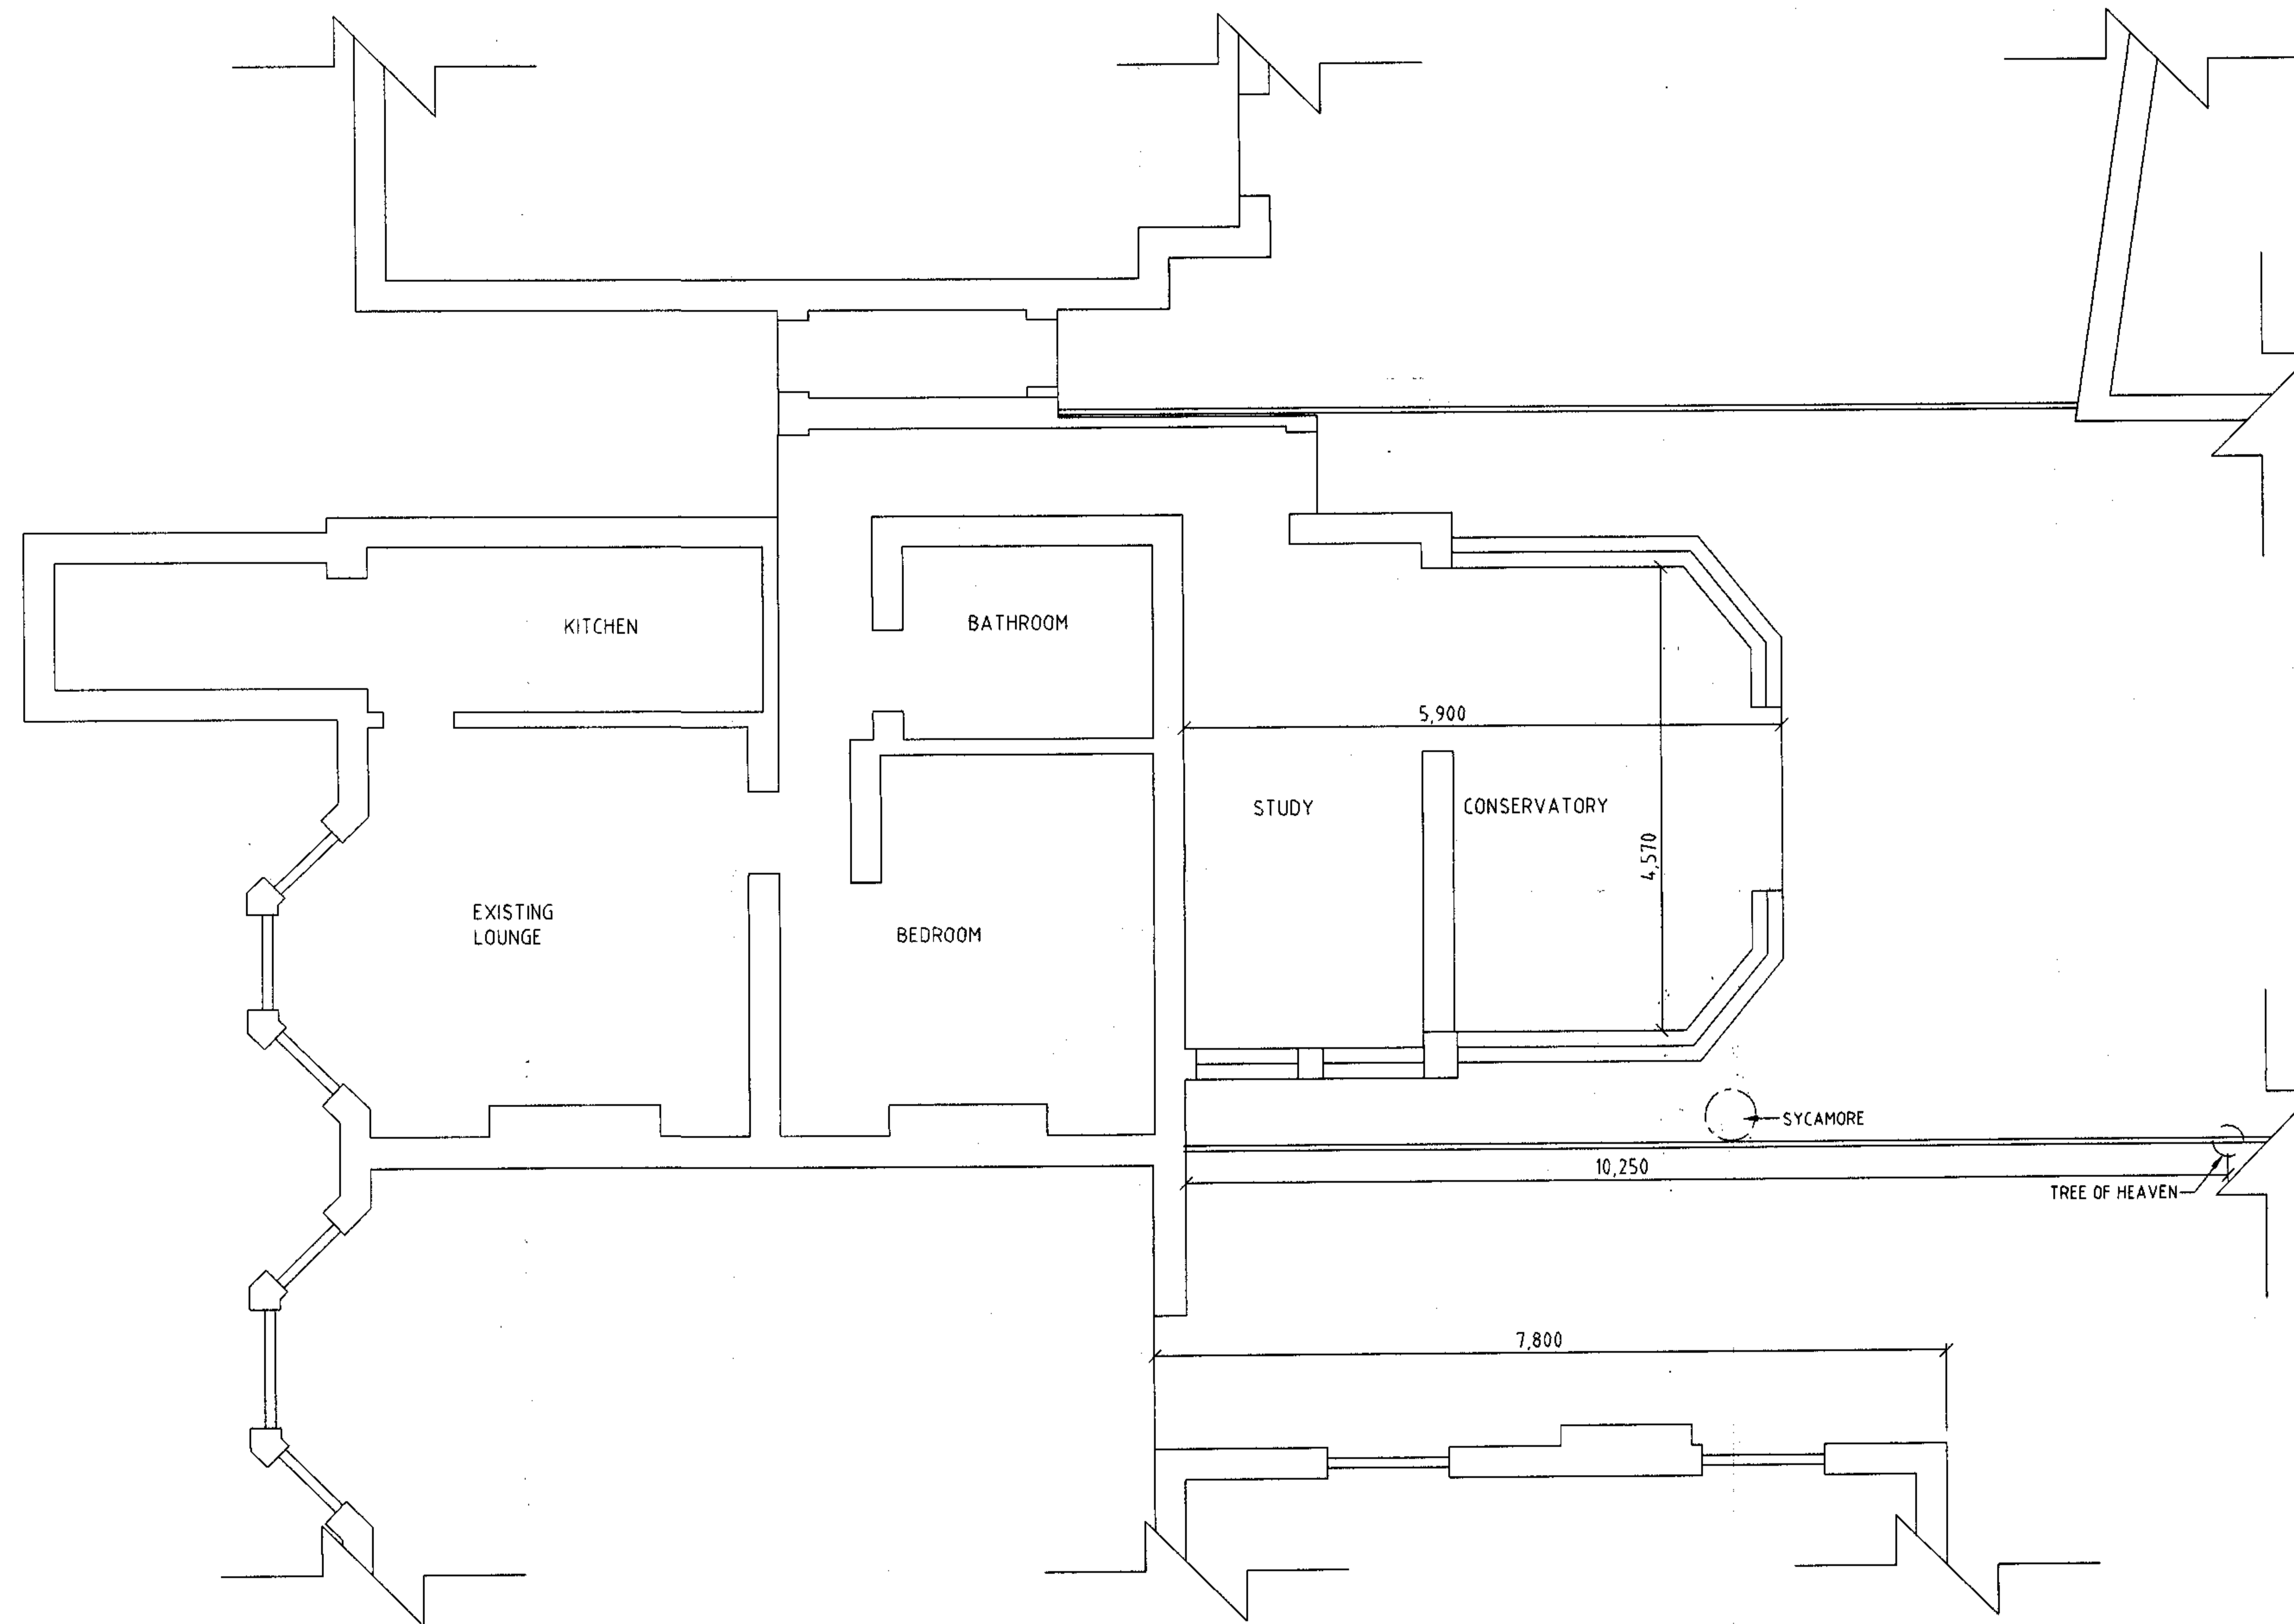 KITCHEN
BATHROOM
5,900
STUDY
CONSERVATORY
4,570
EXISTING
LOUNGE
BEDROOM
SYCAMORE
10,250
TREE OF HEAVEN
7,800